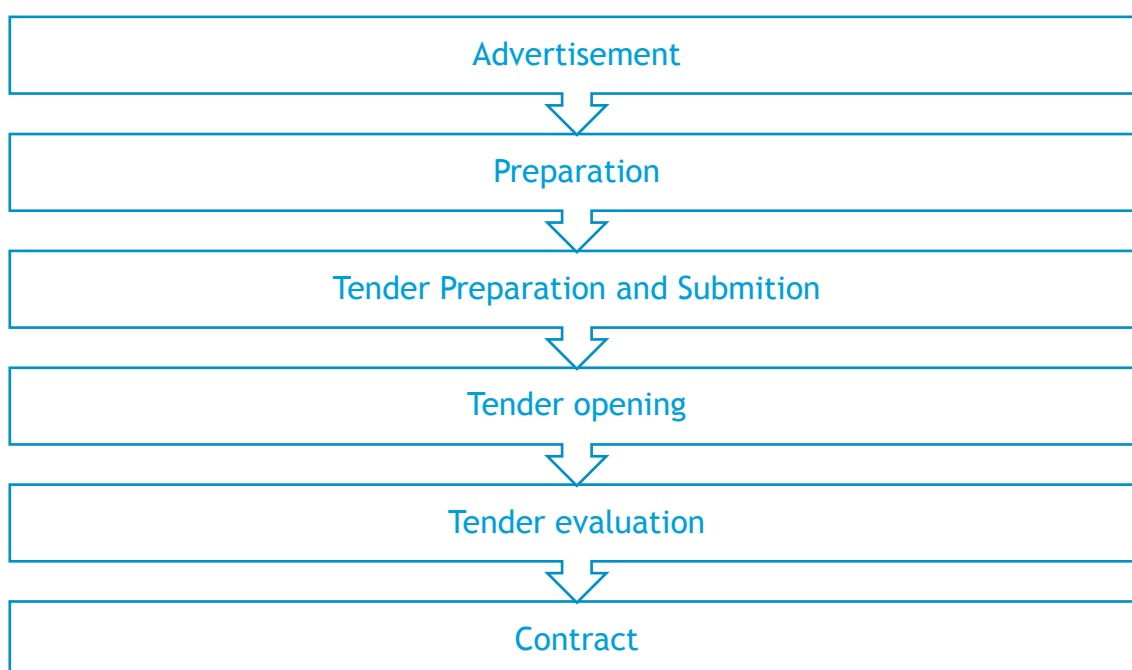 Advertisement
Preparation
Tender Preparation and Submition
Tender opening
Tender evaluation
Contract